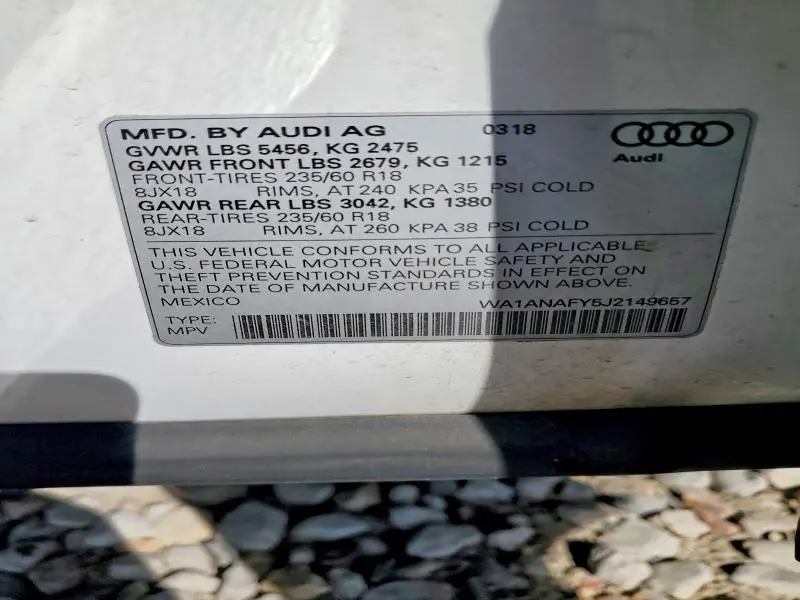 MFD. BY AUDI AG 0318
GVWR LBS 5456, KG 2475
GAWR FRONT LBS 2679, KG 1215
Audi
FRONT-TIRES 235/60 R18
8JX18 RIMS, AT 240 KPA 35 PSI COLD
GAWR REAR LBS 3042, KG 1380
REAR-TIRES 235/60 R18
8JX18 RIMS, AT 260 KPA 38 PSI COLD
THIS VEHICLE CONFORMS TO ALL APPLICABLE
U.S. FEDERAL MOTOR VEHICLE SAFETY AND
THEFT PREVENTION STANDARDS IN EFFECT ON
THE DATE OF MANUFACTURE SHOWN ABOVE.
MEXICO WA1ANAFY5J2149657
TYPE:
MPV